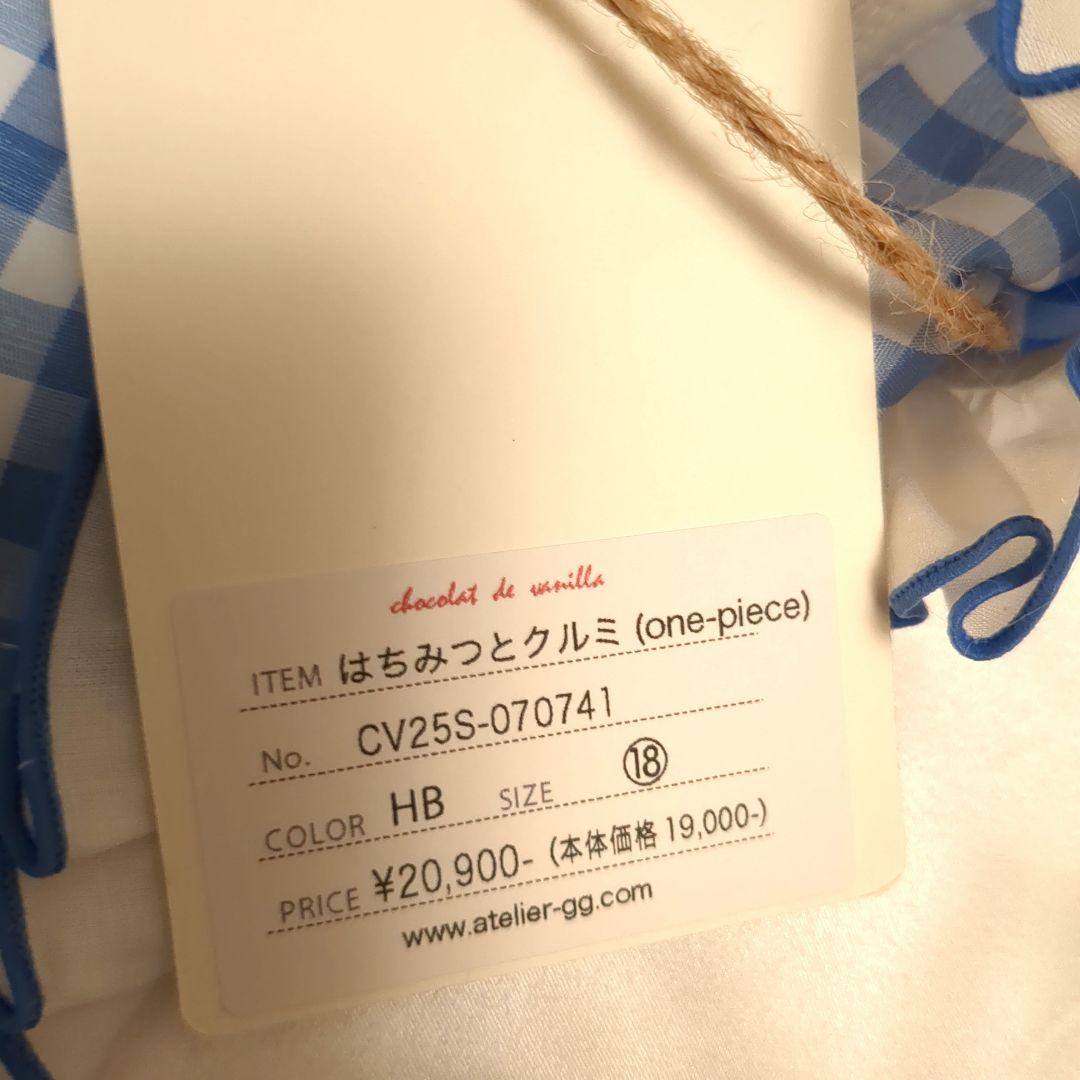 chocolat de vanilla
ITEM はちみつとクルミ (one-piece)
No. CV25S-070741
COLOR HB SIZE ⑱
PRICE ¥20,900- (本体価格 19,000-)
www.atelier-gg.com